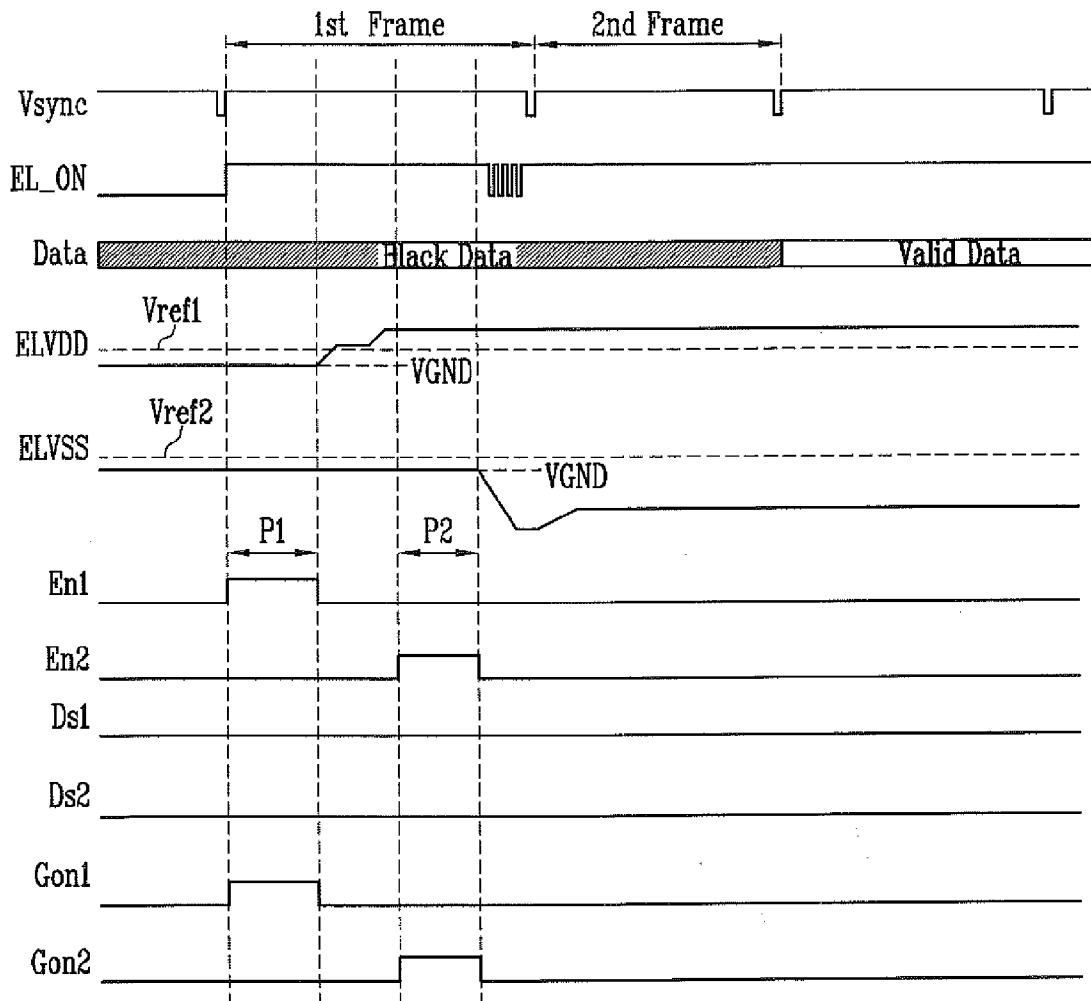 1st Frame
2nd Frame
Vsync
EL_ON
Data
Black Data
Valid Data
Vref1
ELVDD
VGND
Vref2
ELVSS
VGND
P1
P2
En1
En2
Ds1
Ds2
Gon1
Gon2